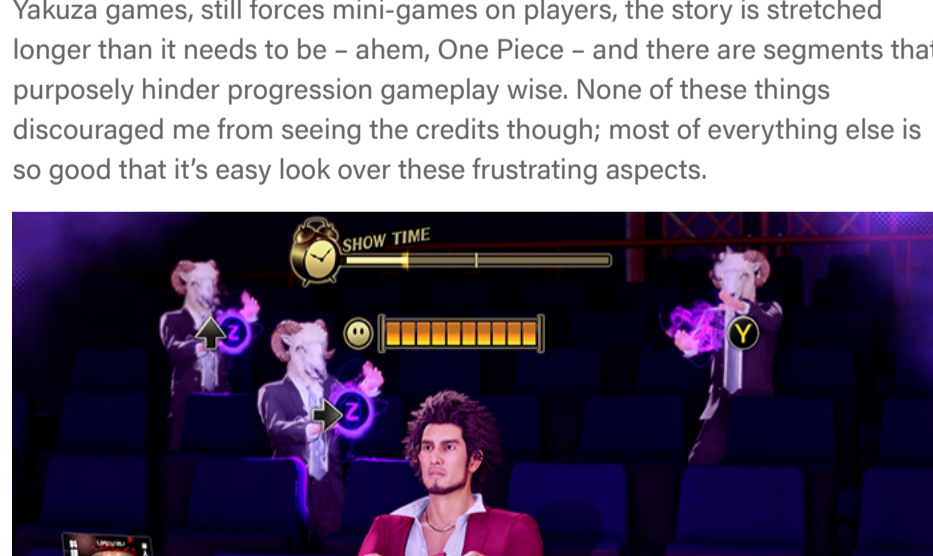 Yakuza games, still forces mini-games on players, the story is stretched
longer than it needs to be – ahem, One Piece – and there are segments that
purposely hinder progression gameplay wise. None of these things
discouraged me from seeing the credits though; most of everything else is
so good that it’s easy look over these frustrating aspects.
SHOW TIME
Z
Y
Z